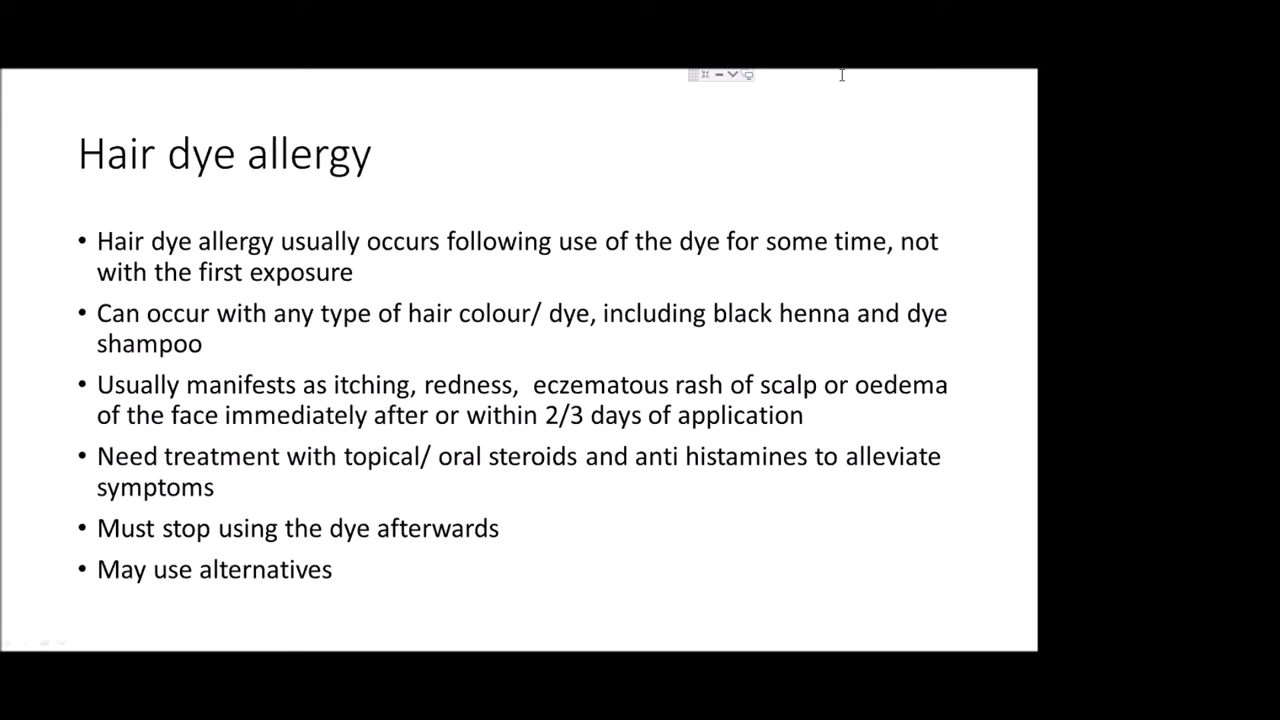 Hair dye allergy
• Hair dye allergy usually occurs following use of the dye for some time, not
with the first exposure
• Can occur with any type of hair colour/ dye, including black henna and dye
shampoo
• Usually manifests as itching, redness,  eczematous rash of scalp or oedema
of the face immediately after or within 2/3 days of application
• Need treatment with topical/ oral steroids and anti histamines to alleviate
symptoms
• Must stop using the dye afterwards
• May use alternatives